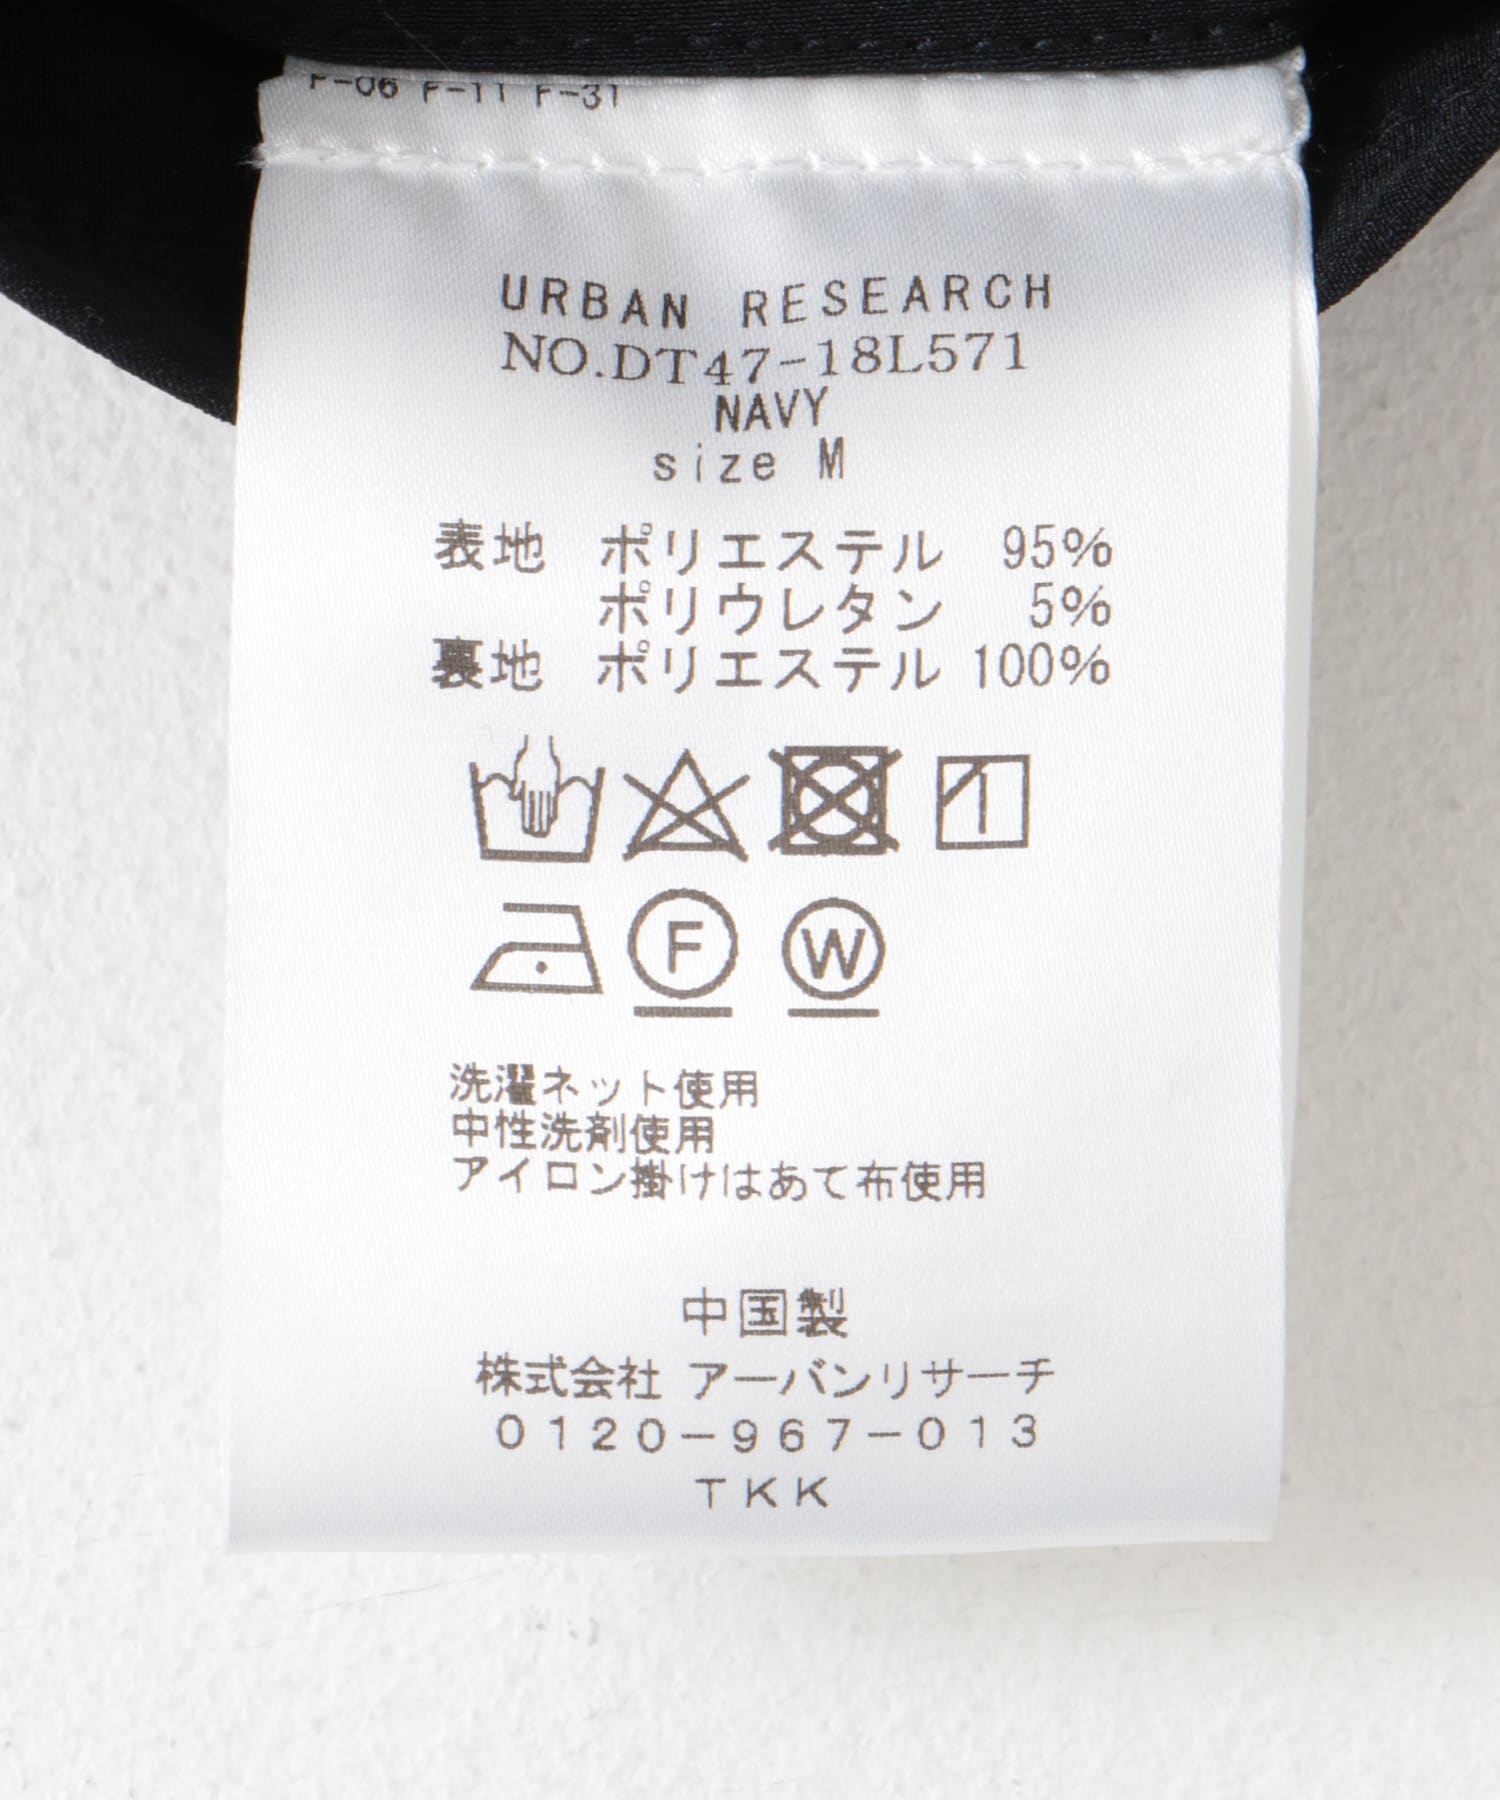 F-06 F-11 F-31
URBAN RESEARCH
NO.DT47-18L571
NAVY
size M
表地 ポリエステル 95%
ポリウレタン 5%
裏地 ポリエステル 100%
F W
洗濯ネット使用
中性洗剤使用
アイロン掛けはあて布使用
中国製
株式会社 アーバンリサーチ
0120-967-013
TKK